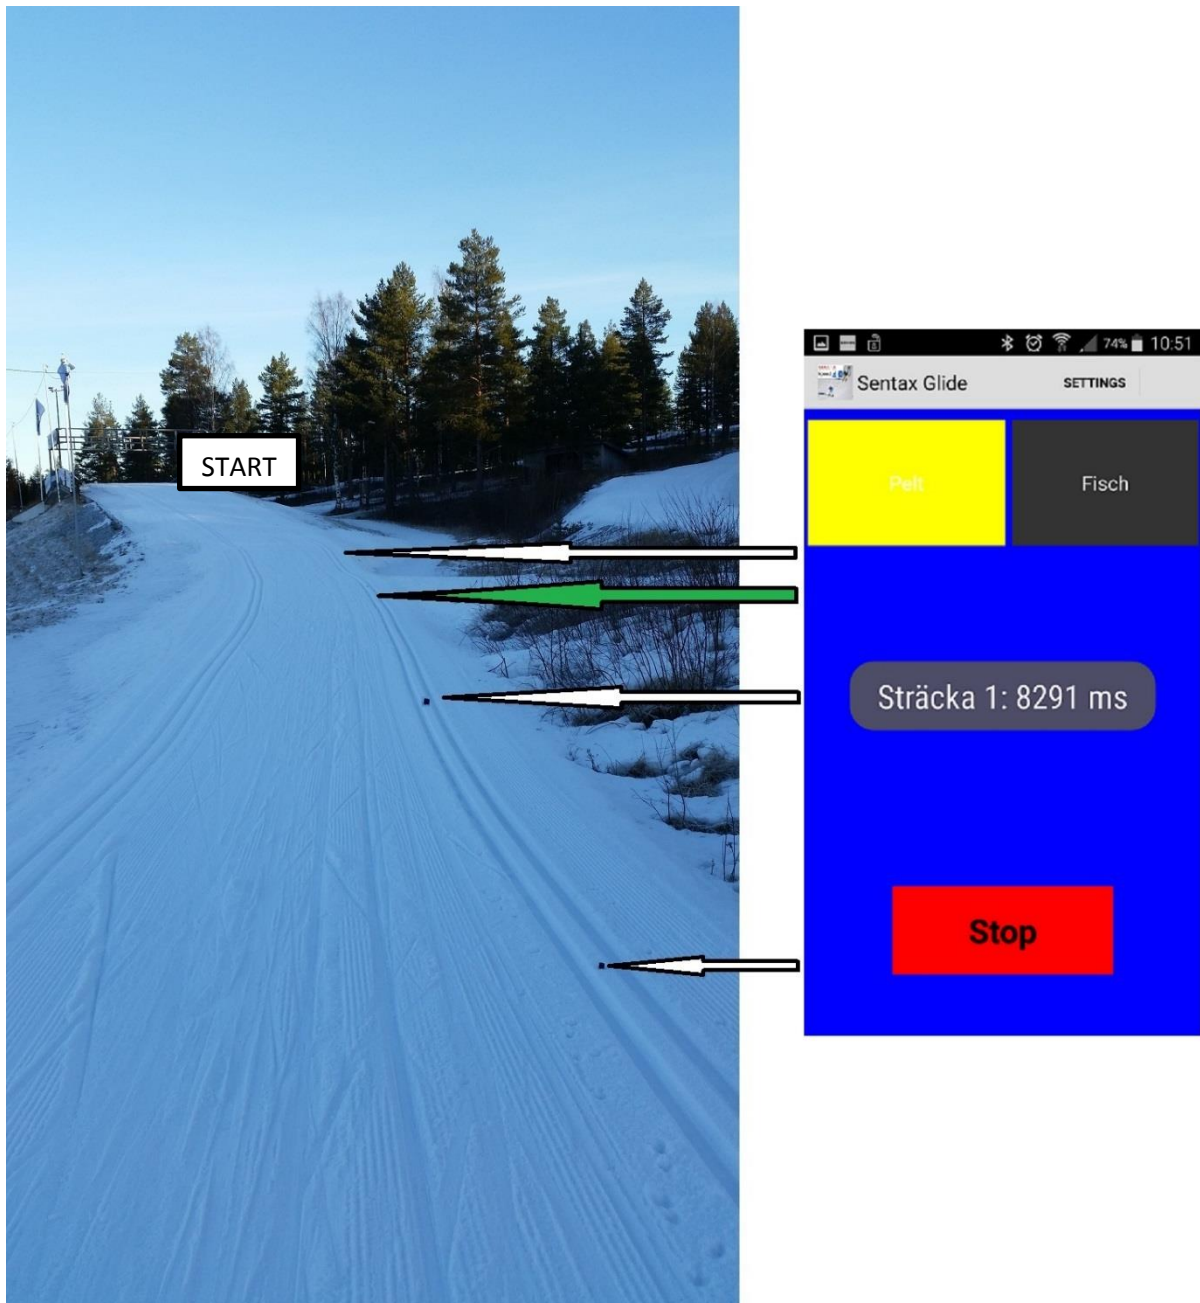 START
74% 10:51
Sentax Glide SETTINGS
Pelt Fisch
Sträcka 1: 8291 ms
Stop